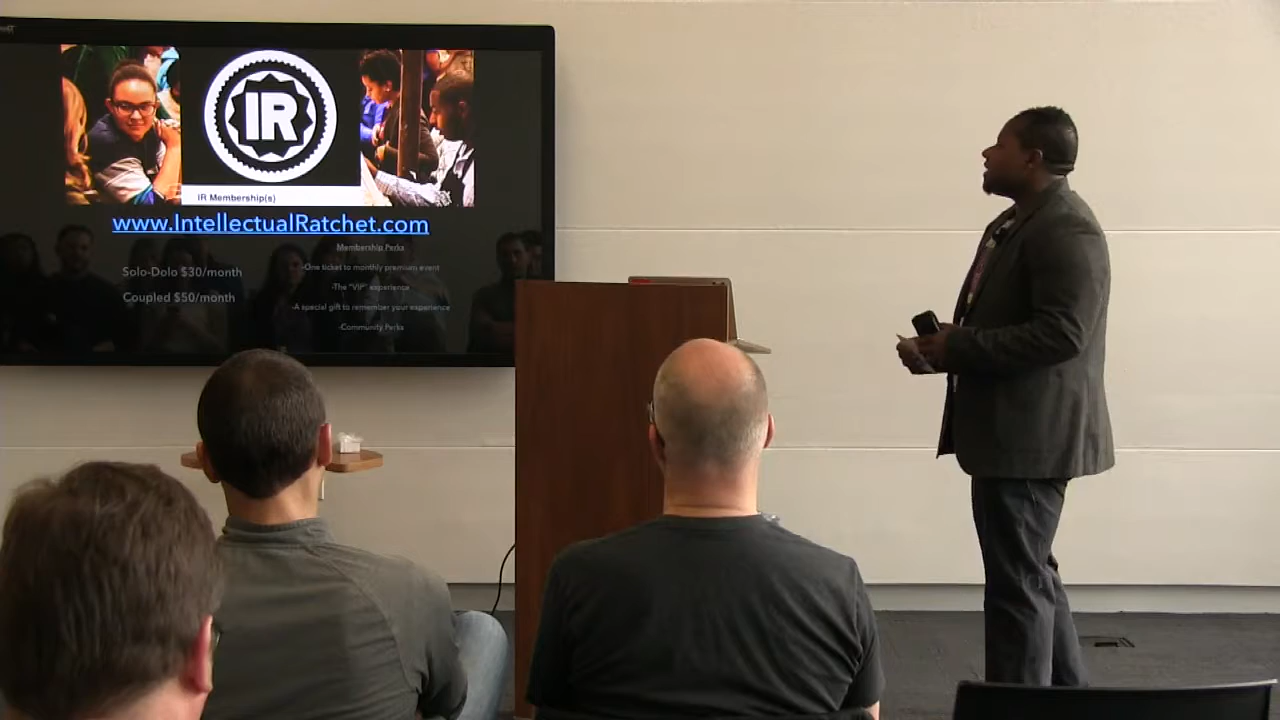 IR
IR Membership(s)
www.IntellectualRatchet.com
Membership Perks
-One ticket to monthly premium event
Solo-Dolo $30/month
-The "VIP" experience
Coupled $50/month
-A special gift to remember your experience
-Community Perks